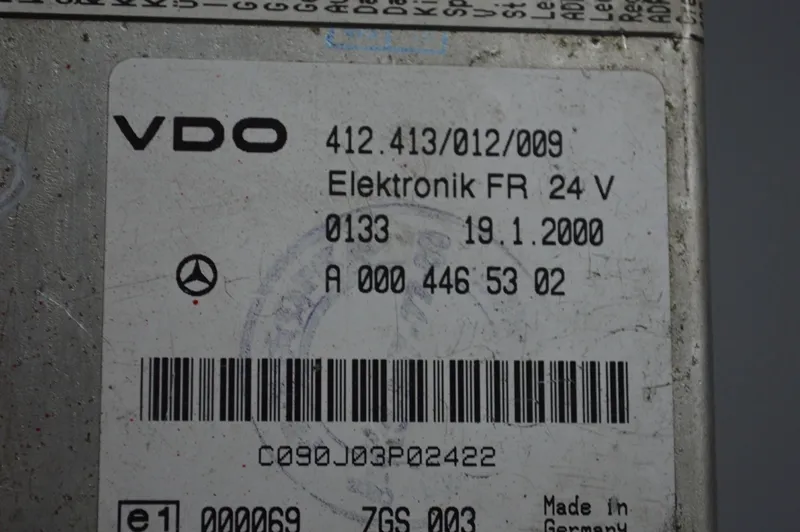 VDO 412.413/012/009
Elektronik FR 24 V
0133 19.1.2000
A 000 446 53 02
C090J03P02422
e1 000069 7GS 003 Made in
Germany